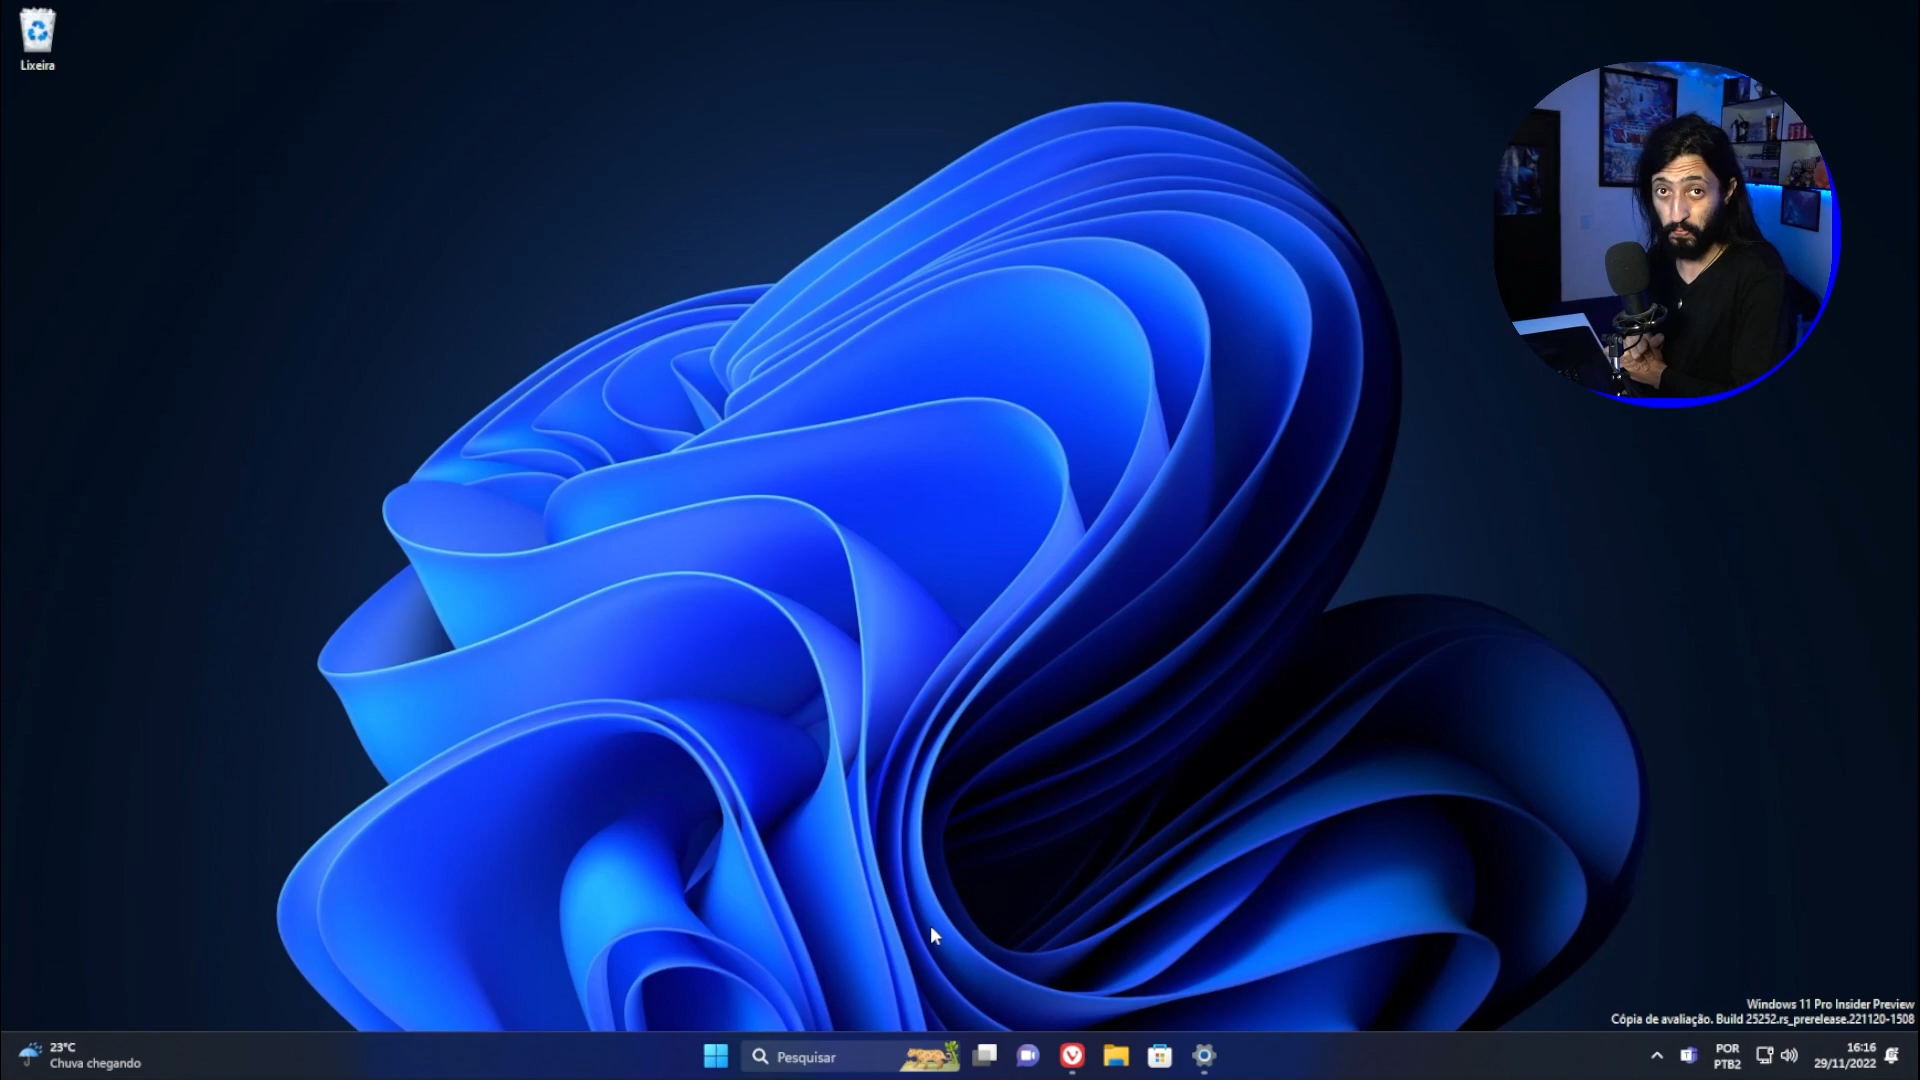 Lixeira
Windows 11 Pro Insider Preview
Cópia de avaliação. Build 25252.rs_prerelease.221120-1508
23°C
Chuva chegando
Pesquisar
POR
PTB2
16:16
29/11/2022